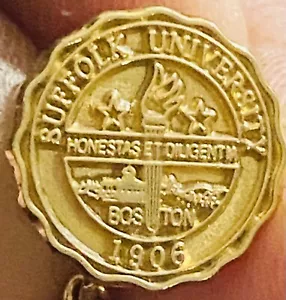 SUFFOLK UNIVERSITY
HONESTAS ET DILIGENTIA
BOSTON
1906